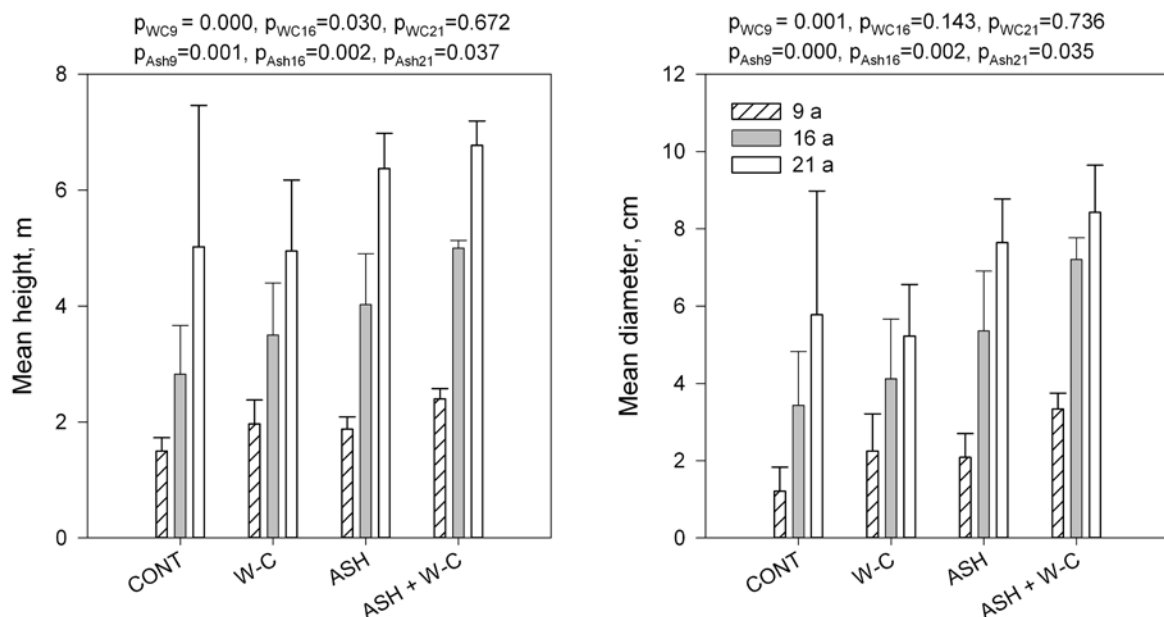 pWC9 = 0.000, pWC16=0.030, pWC21=0.672
pAsh9=0.001, pAsh16=0.002, pAsh21=0.037
8
6
4
2
0
Mean height, m
CONT
W-C
ASH
ASH + W-C
pWC9 = 0.001, pWC16=0.143, pWC21=0.736
pAsh9=0.000, pAsh16=0.002, pAsh21=0.035
12
10
8
6
4
2
0
Mean diameter, cm
9 a
16 a
21 a
CONT
W-C
ASH
ASH + W-C